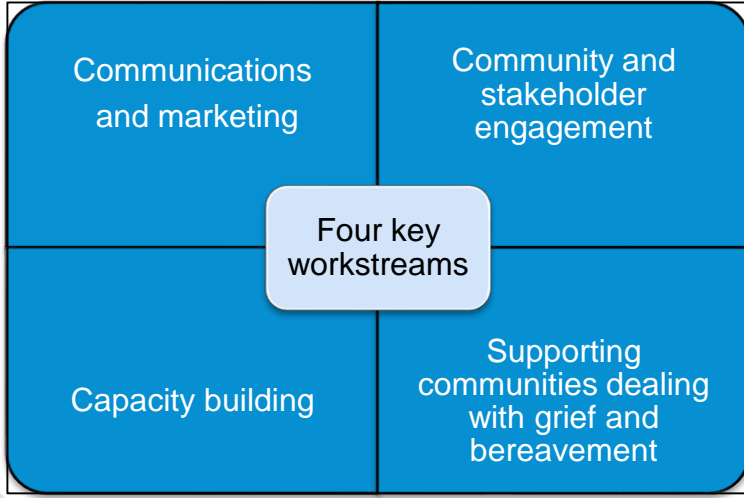 Communications
and marketing
Community and
stakeholder
engagement
Four key
workstreams
Capacity building
Supporting
communities dealing
with grief and
bereavement